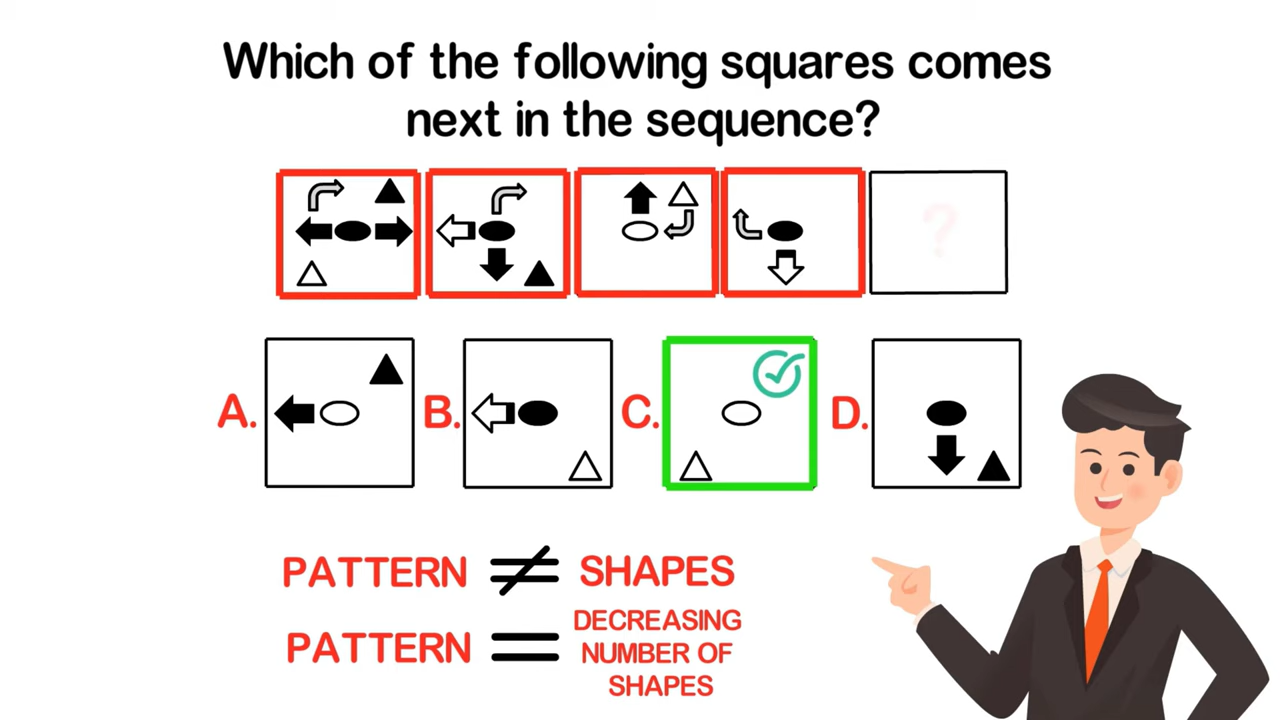 Which of the following squares comes
next in the sequence?
?
A.
B.
C.
D.
PATTERN ≠ SHAPES
PATTERN = DECREASING
NUMBER OF
SHAPES